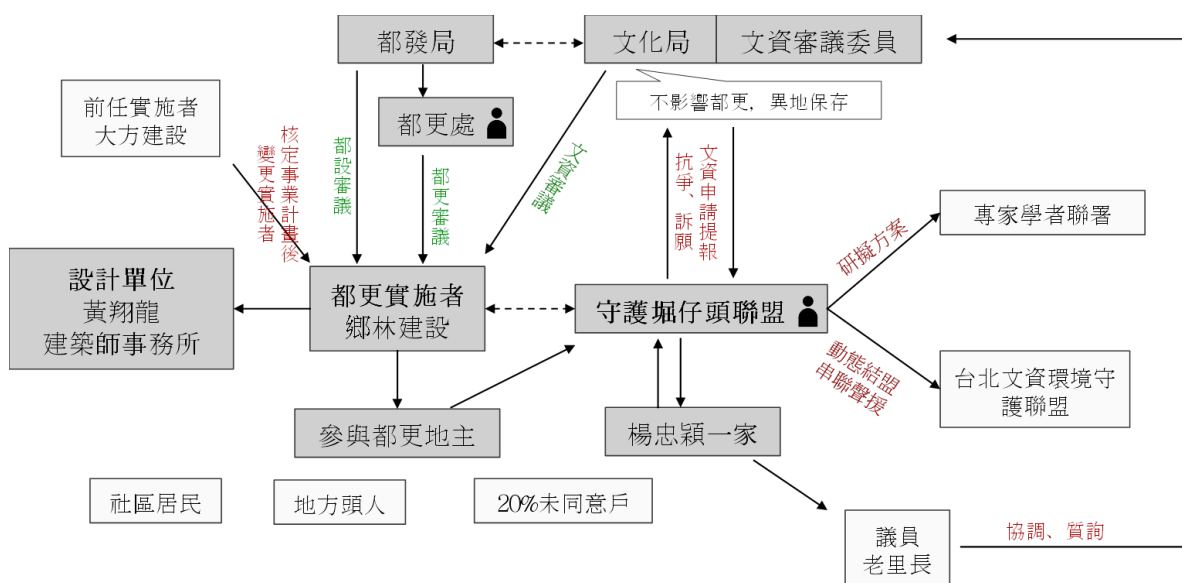 都發局
文化局
文資審議委員
前任實施者
大方建設
不影響都更，異地保存
都更處
核定事業計畫後
變更實施者
都設審議
都更審議
文資審議
抗爭、訴願
文資申請提報
研擬方案
專家學者聯署
設計單位
黃翔龍
建築師事務所
都更實施者
鄉林建設
守護堀仔頭聯盟
動態結盟
串聯聲援
台北文資環境守
護聯盟
參與都更地主
楊忠穎一家
社區居民
地方頭人
20%未同意戶
議員
老里長
協調、質詢